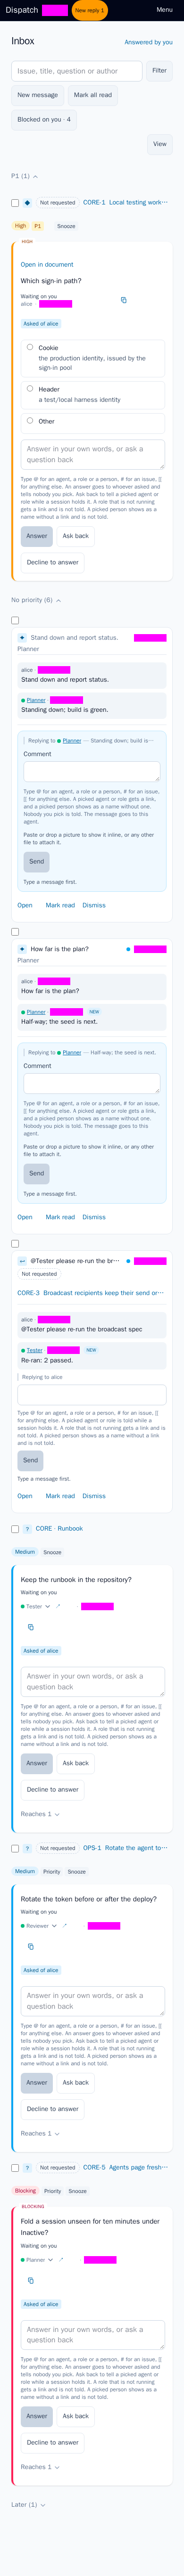 Dispatch New reply 1 Menu
Inbox Answered by you
Issue, title, question or author Filter
New message Mark all read
Blocked on you · 4
View
P1 (1)
Not requested CORE-1 Local testing work…
High P1 Snooze
HIGH
Open in document
Which sign-in path?
Waiting on you
alice ·
Asked of alice
Cookie
the production identity, issued by the
sign-in pool
Header
a test/local harness identity
Other
Answer in your own words, or ask a
question back
Type @ for an agent, a role or a person, # for an issue, [[
for anything else. An answer goes to whoever asked and
tells nobody you pick. Ask back to tell a picked agent or
role while a session holds it. A role that is not running
gets a link and is not told. A picked person shows as a
name without a link and is not told.
Answer Ask back
Decline to answer
No priority (6)
Stand down and report status.
Planner
alice ·
Stand down and report status.
Planner
Standing down; build is green.
Replying to Planner — Standing down; build is…
Comment
Type @ for an agent, a role or a person, # for an issue,
[[ for anything else. A picked agent or role gets a link,
and a picked person shows as a name without one.
Nobody you pick is told. The message goes to this
agent.
Paste or drop a picture to show it inline, or any other
file to attach it.
Send
Type a message first.
Open Mark read Dismiss
How far is the plan?
Planner
alice ·
How far is the plan?
Planner NEW
Half-way; the seed is next.
Replying to Planner — Half-way; the seed is next.
Comment
Type @ for an agent, a role or a person, # for an issue,
[[ for anything else. A picked agent or role gets a link,
and a picked person shows as a name without one.
Nobody you pick is told. The message goes to this
agent.
Paste or drop a picture to show it inline, or any other
file to attach it.
Send
Type a message first.
Open Mark read Dismiss
@Tester please re-run the br…
Not requested
CORE-3 Broadcast recipients keep their send or…
alice ·
@Tester please re-run the broadcast spec
Tester NEW
Re-ran: 2 passed.
Replying to alice
Type @ for an agent, a role or a person, # for an issue, [[
for anything else. A picked agent or role is told while a
session holds it. A role that is not running gets a link and
is not told. A picked person shows as a name without a link
and is not told.
Send
Type a message first.
Open Mark read Dismiss
? CORE · Runbook
Medium Snooze
Keep the runbook in the repository?
Waiting on you
Tester
Asked of alice
Answer in your own words, or ask a
question back
Type @ for an agent, a role or a person, # for an issue, [[
for anything else. An answer goes to whoever asked and
tells nobody you pick. Ask back to tell a picked agent or
role while a session holds it. A role that is not running
gets a link and is not told. A picked person shows as a
name without a link and is not told.
Answer Ask back
Decline to answer
Reaches 1
? Not requested OPS-1 Rotate the agent to…
Medium Priority Snooze
Rotate the token before or after the deploy?
Waiting on you
Reviewer
Asked of alice
Answer in your own words, or ask a
question back
Type @ for an agent, a role or a person, # for an issue, [[
for anything else. An answer goes to whoever asked and
tells nobody you pick. Ask back to tell a picked agent or
role while a session holds it. A role that is not running
gets a link and is not told. A picked person shows as a
name without a link and is not told.
Answer Ask back
Decline to answer
Reaches 1
? Not requested CORE-5 Agents page fresh…
Blocking Priority Snooze
BLOCKING
Fold a session unseen for ten minutes under
Inactive?
Waiting on you
Planner
Asked of alice
Answer in your own words, or ask a
question back
Type @ for an agent, a role or a person, # for an issue, [[
for anything else. An answer goes to whoever asked and
tells nobody you pick. Ask back to tell a picked agent or
role while a session holds it. A role that is not running
gets a link and is not told. A picked person shows as a
name without a link and is not told.
Answer Ask back
Decline to answer
Reaches 1
Later (1)